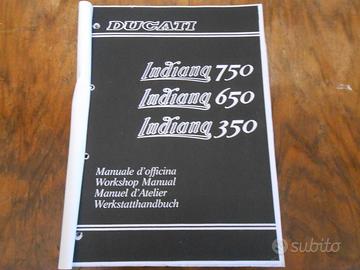 DUCATI
Indiana 750
Indiana 650
Indiana 350
Manuale d'officina
Workshop Manual
Manuel d'Atelier
Werkstatthandbuch
subito